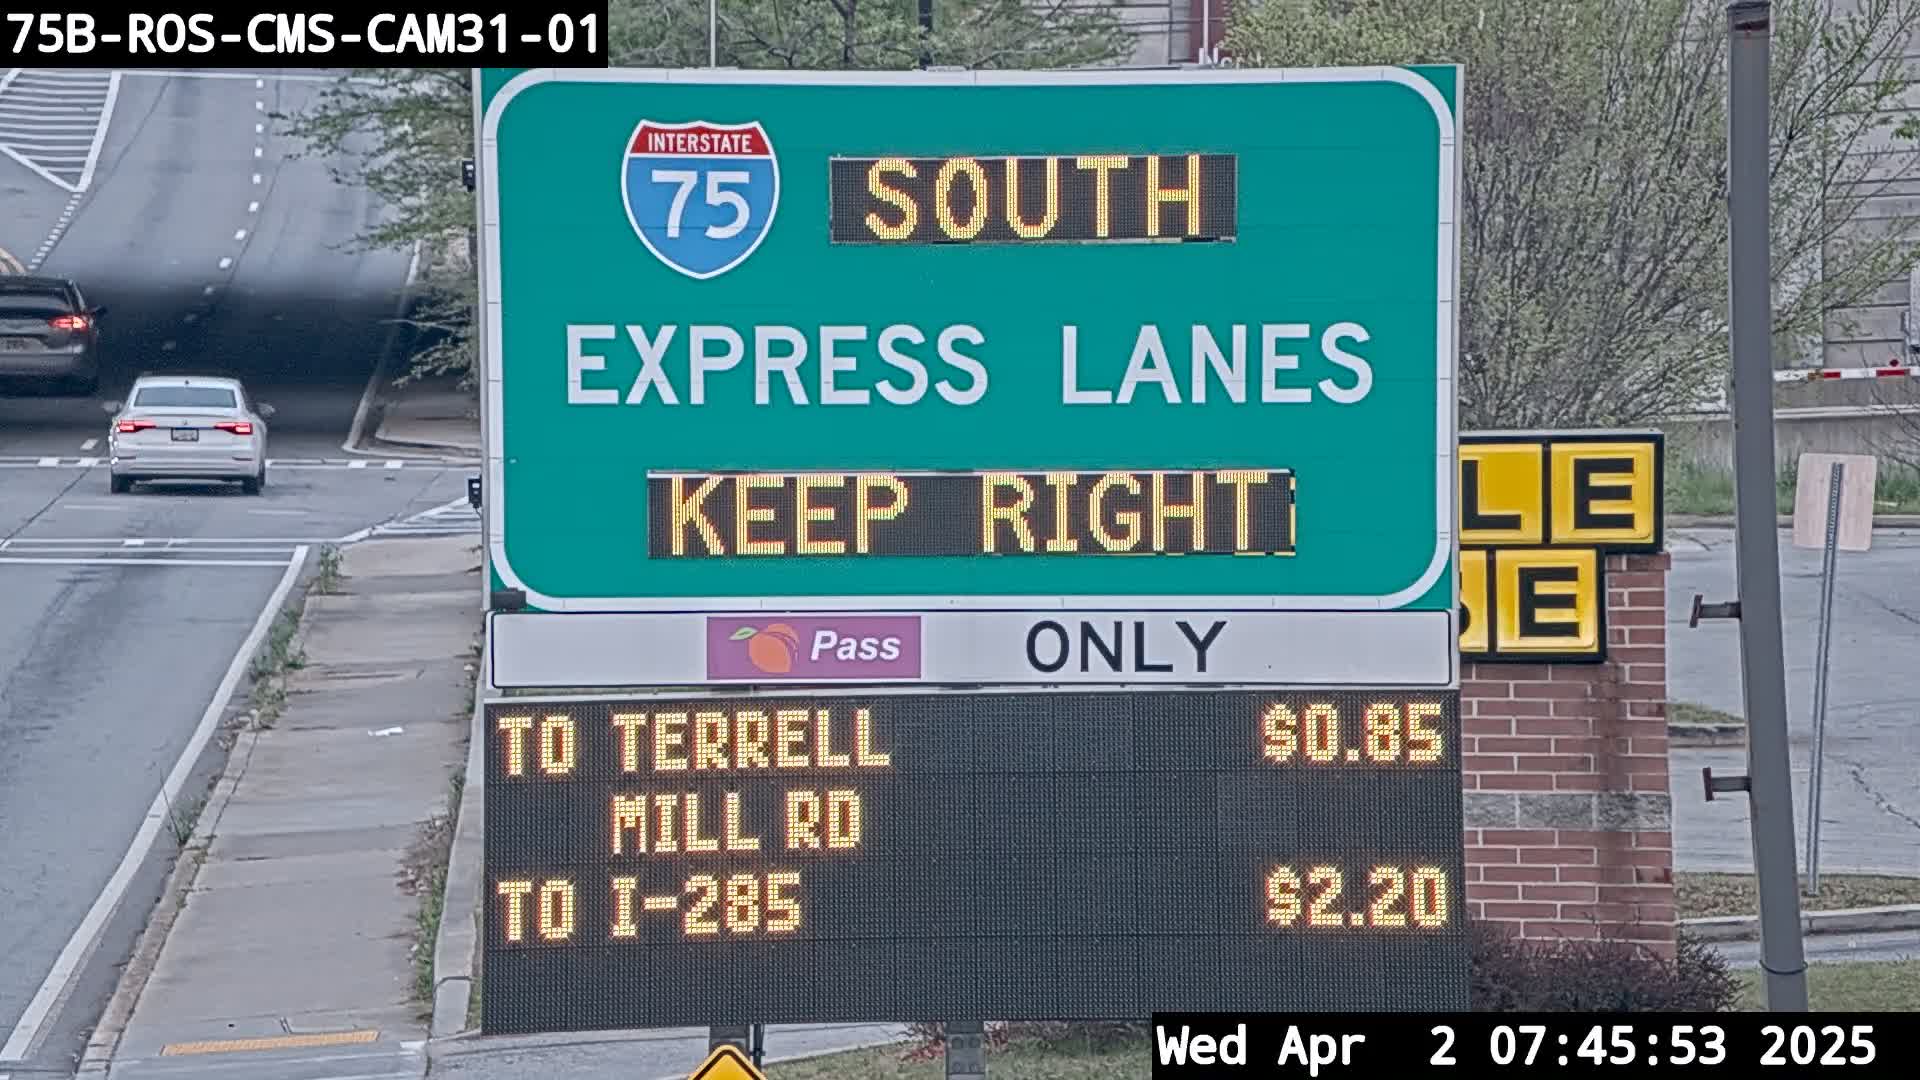 75B-ROS-CMS-CAM31-01
INTERSTATE
75
SOUTH
EXPRESS LANES
KEEP RIGHT
LE
E
Pass ONLY
TO TERRELL $0.85
MILL RD
TO I-285 $2.20
Wed Apr 2 07:45:53 2025